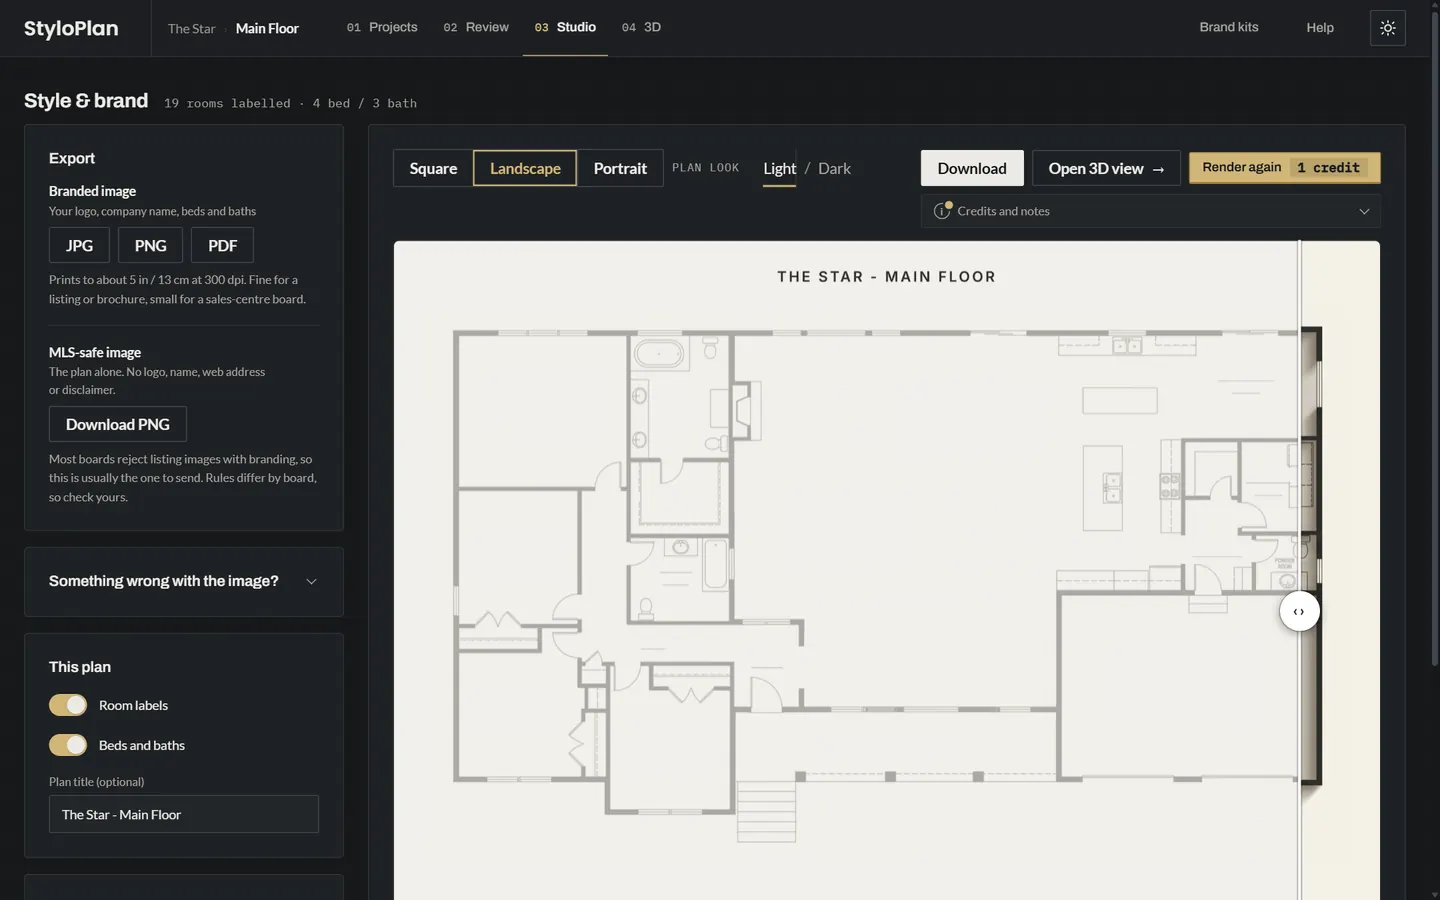 StyloPlan
The Star › Main Floor
01 Projects
02 Review
03 Studio
04 3D
Brand kits
Help
Style & brand
19 rooms labelled · 4 bed / 3 bath
Export
Branded image
Your logo, company name, beds and baths
JPG
PNG
PDF
Prints to about 5 in / 13 cm at 300 dpi. Fine for a
listing or brochure, small for a sales-centre board.
MLS-safe image
The plan alone. No logo, name, web address
or disclaimer.
Download PNG
Most boards reject listing images with branding, so
this is usually the one to send. Rules differ by board,
so check yours.
Something wrong with the image?
This plan
Room labels
Beds and baths
Plan title (optional)
The Star - Main Floor
Square
Landscape
Portrait
PLAN LOOK
Light / Dark
Download
Open 3D view →
Render again 1 credit
Credits and notes
THE STAR - MAIN FLOOR
POWDER
ROOM